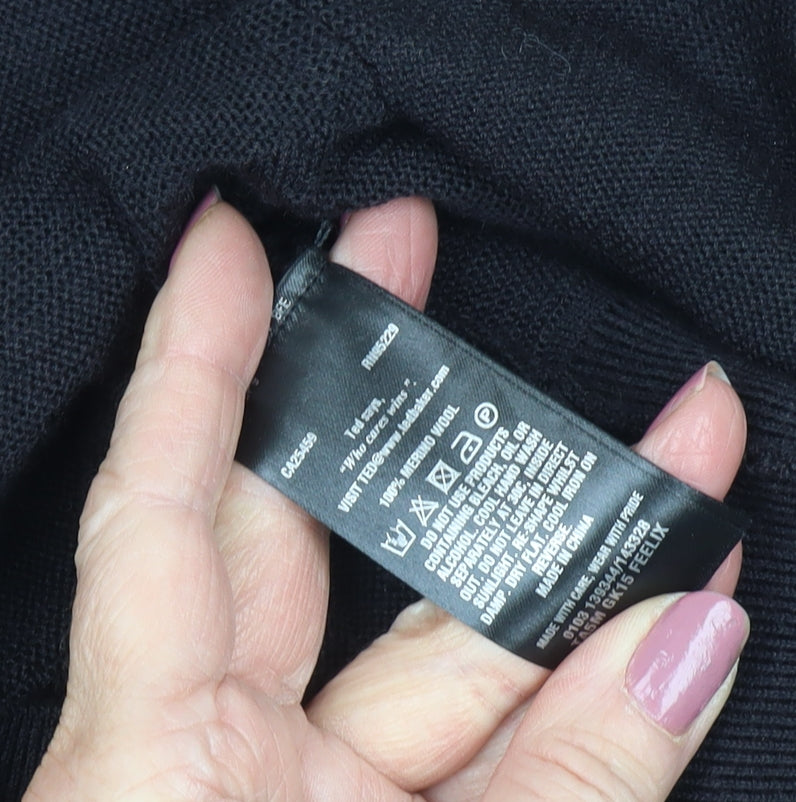 RN95229
CA25456
Ted says,
"Who cares wins".
VISIT TED@www.tedbaker.com
100% MERINO WOOL
DO NOT USE PRODUCTS
CONTAINING BLEACH, OIL OR
ALCOHOL. COOL HAND WASH
SEPARATELY AT 30C, INSIDE
OUT. DO NOT LEAVE IN DIRECT
SUNLIGHT. RE-SHAPE WHILST
DAMP. DRY FLAT. COOL IRON ON
REVERSE.
MADE IN CHINA
MADE WITH CARE, WEAR WITH PRIDE
0103 13934//145328
TA5M GK15 FEELIX